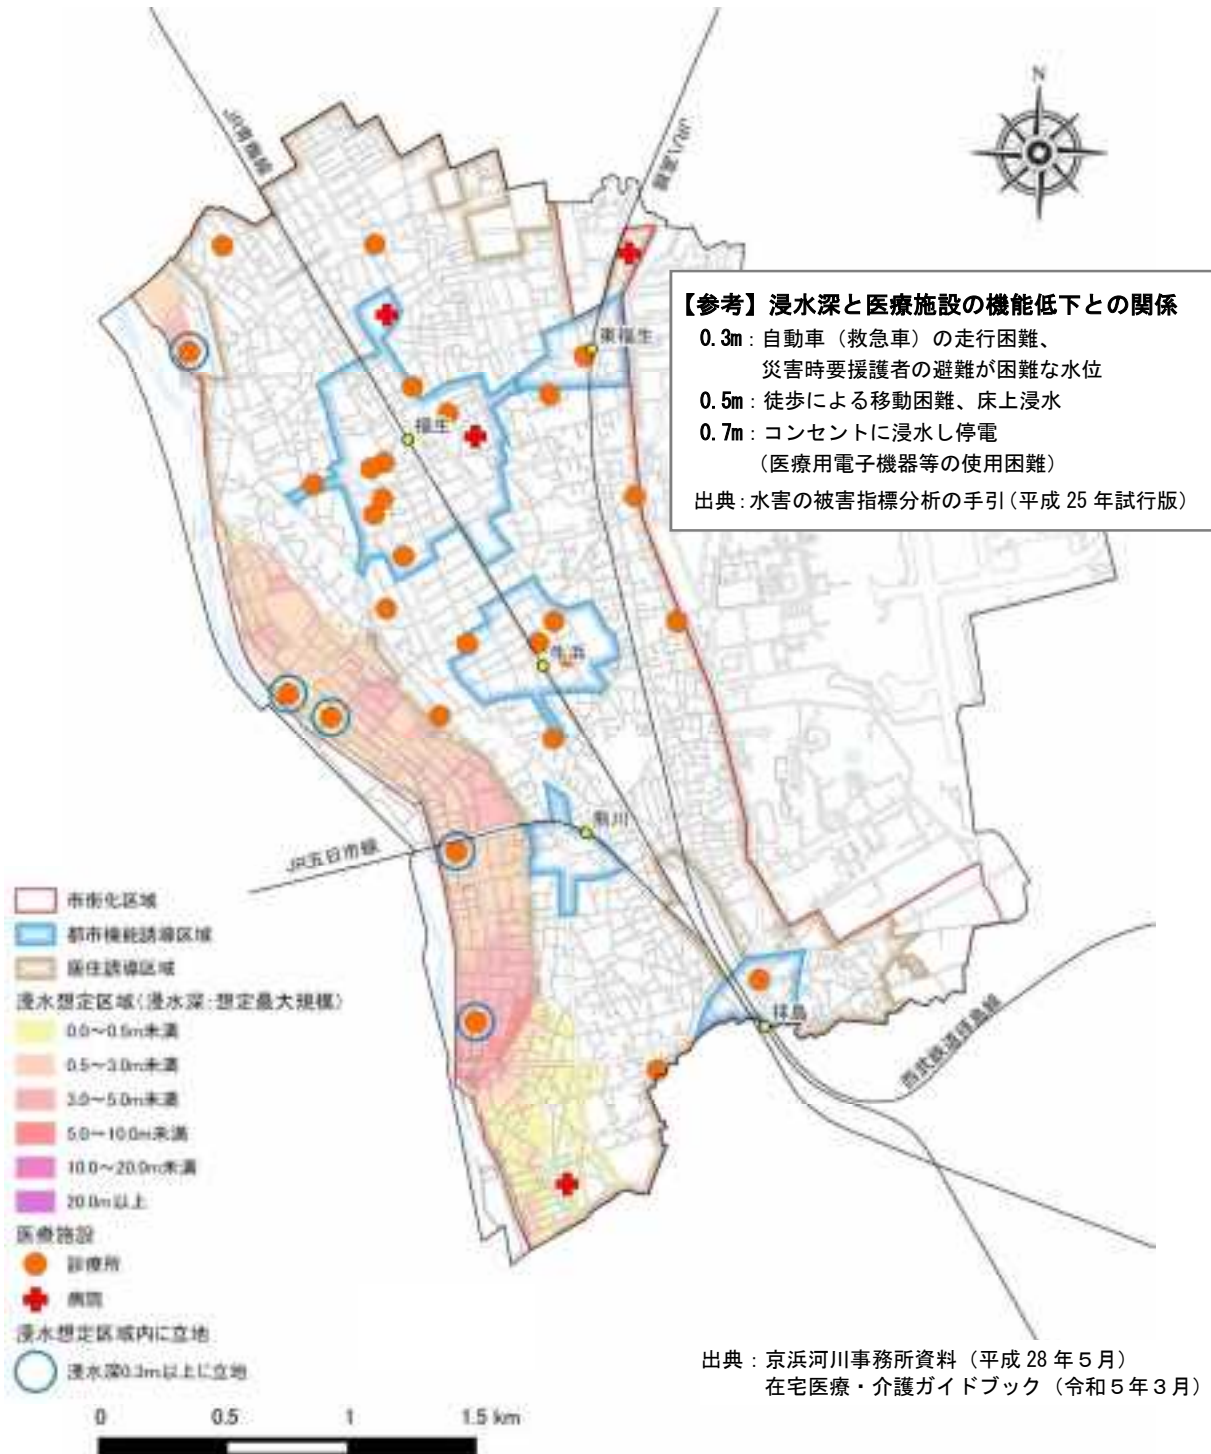 N
JR青梅線
JR八高線
【参考】浸水深と医療施設の機能低下との関係
0.3m：自動車（救急車）の走行困難、
災害時要援護者の避難が困難な水位
0.5m：徒歩による移動困難、床上浸水
0.7m：コンセントに浸水し停電
（医療用電子機器等の使用困難）
出典：水害の被害指標分析の手引（平成 25 年試行版）
東福生
福生
牛浜
熊川
JR五日市線
拝島
西武鉄道拝島線
市街化区域
都市機能誘導区域
居住誘導区域
浸水想定区域（浸水深：想定最大規模）
0.0～0.5m未満
0.5～3.0m未満
3.0～5.0m未満
5.0～10.0m未満
10.0～20.0m未満
20.0m以上
医療施設
診療所
病院
浸水想定区域内に立地
浸水深0.3m以上に立地
0 0.5 1 1.5 km
出典：京浜河川事務所資料（平成 28 年５月）
在宅医療・介護ガイドブック（令和５年３月）